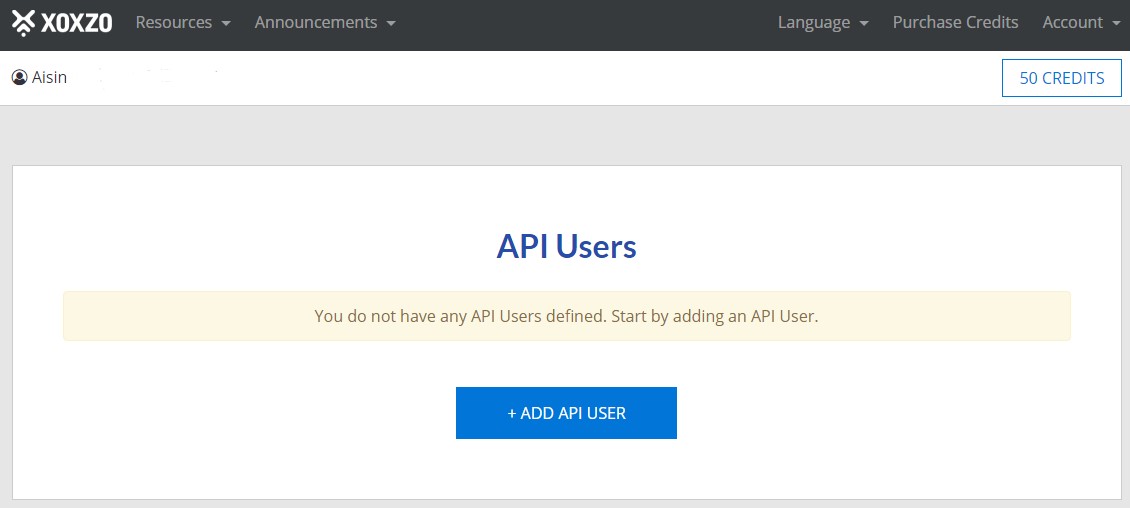 XOXZO Resources Announcements Language Purchase Credits Account
Aisin 50 CREDITS
API Users
You do not have any API Users defined. Start by adding an API User.
+ ADD API USER